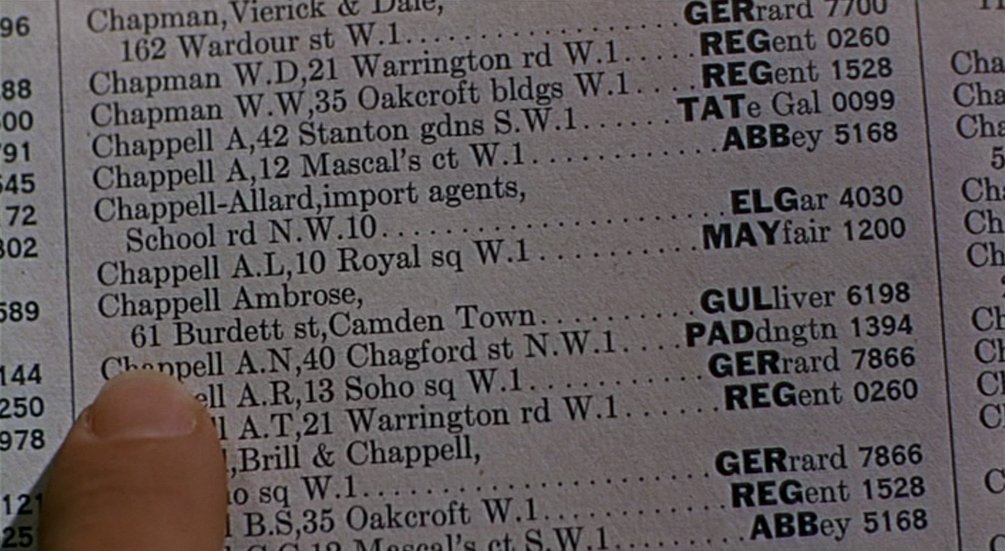 96
88
00
791
545
72
302
589
144
250
978
121
25
Chapman,Vierick & Dale,
162 Wardour st W.1 GERrard 7700
Chapman W.D,21 Warrington rd W.1 REGent 0260
Chapman W.W,35 Oakcroft bldgs W.1 REGent 1528
Chappell A,42 Stanton gdns S.W.1 TATe Gal 0099
Chappell A,12 Mascal's ct W.1 ABBey 5168
Chappell-Allard,import agents,
School rd N.W.10 ELGar 4030
Chappell A.L,10 Royal sq W.1 MAYfair 1200
Chappell Ambrose,
61 Burdett st,Camden Town GULliver 6198
Chappell A.N,40 Chagford st N.W.1 PADdngtn 1394
ell A.R,13 Soho sq W.1 GERrard 7866
l A.T,21 Warrington rd W.1 REGent 0260
,Brill & Chappell,
o sq W.1 GERrard 7866
B.S,35 Oakcroft W.1 REGent 1528
12 Mascal's ct S.W.1 ABBey 5168
Cha
Cha
Cha
5
Ch
Ch
Ch
C
Ch
C
C
C